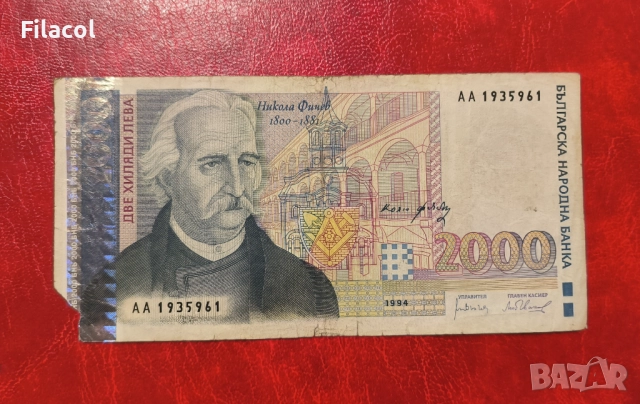 Filacol
ДВЕ ХИЛЯДИ ЛЕВА
Никола Фичев
1800-1881
АА 1935961
БЪЛГАРСКА НАРОДНА БАНКА
2000
АА 1935961
1994
УПРАВИТЕЛ
ГЛАВЕН КАСИЕР
BAZAR